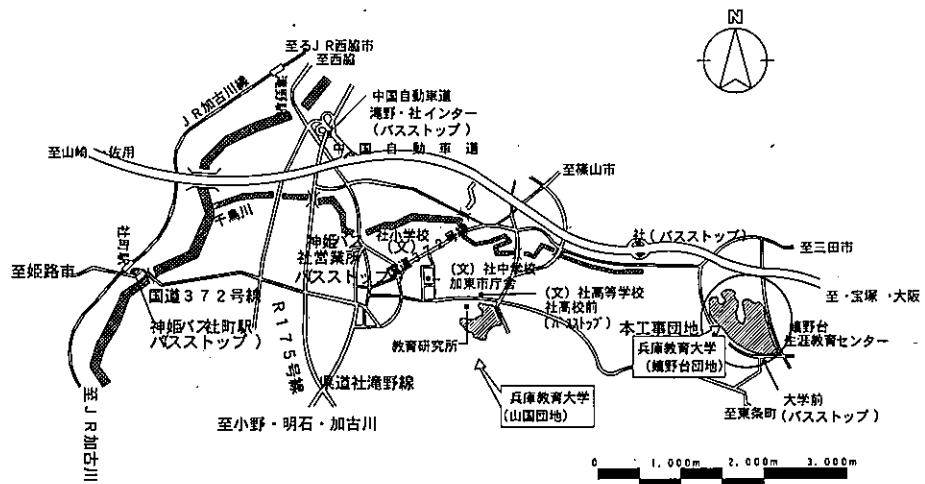 N
至るJR西脇市
至西脇
JR加古川線
滝野駅
中国自動車道
滝野・社インター
(バスストップ)
中国自動車道
至山崎・佐用
至篠山市
千鳥川
社町駅
神姫バス
社営業所
バスストップ
社小学校
(文)
国道372号線
(文)社中学校
加東市庁舎
社(バスストップ)
至三田市
至姫路市
国道372号線
至・宝塚・大阪
(文)社高等学校
社高校前
(バスストップ)
神姫バス社町駅
バスストップ)
R175号線
教育研究所
本工事団地
兵庫教育大学
(嬉野台団地)
嬉野台
生涯教育センター
県道社滝野線
兵庫教育大学
(山国団地)
大学前
(バスストップ)
至東条町
至JR加古川
至小野・明石・加古川
0 1,000m 2,000m 3,000m